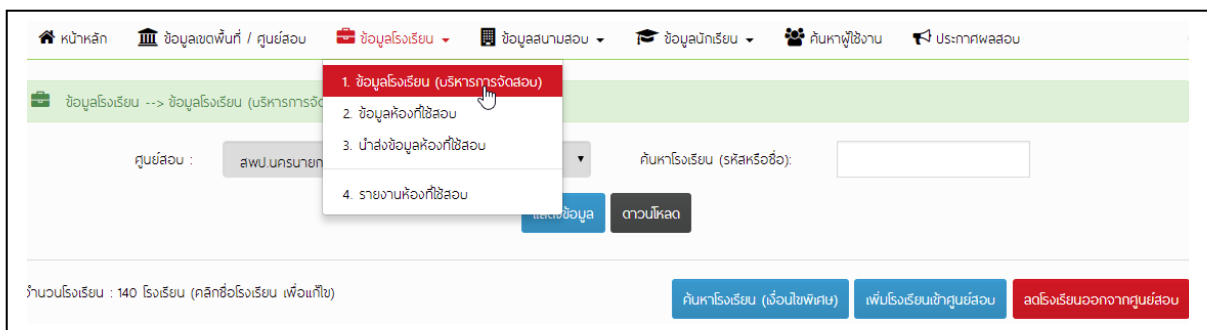 หน้าหลัก ข้อมูลเขตพื้นที่ / ศูนย์สอบ ข้อมูลโรงเรียน ข้อมูลสนามสอบ ข้อมูลนักเรียน ค้นหาผู้ใช้งาน ประกาศผลสอบ
1. ข้อมูลโรงเรียน (บริหารการจัดสอบ)
ข้อมูลโรงเรียน --> ข้อมูลโรงเรียน (บริหารการจัด
2. ข้อมูลห้องที่ใช้สอบ
3. นำส่งข้อมูลห้องที่ใช้สอบ
ศูนย์สอบ : สพป.นครนายก ค้นหาโรงเรียน (รหัสหรือชื่อ):
4. รายงานห้องที่ใช้สอบ
แสดงข้อมูล ดาวน์โหลด
จำนวนโรงเรียน : 140 โรงเรียน (คลิกชื่อโรงเรียน เพื่อแก้ไข) ค้นหาโรงเรียน (เงื่อนไขพิเศษ) เพิ่มโรงเรียนเข้าศูนย์สอบ ลดโรงเรียนออกจากศูนย์สอบ